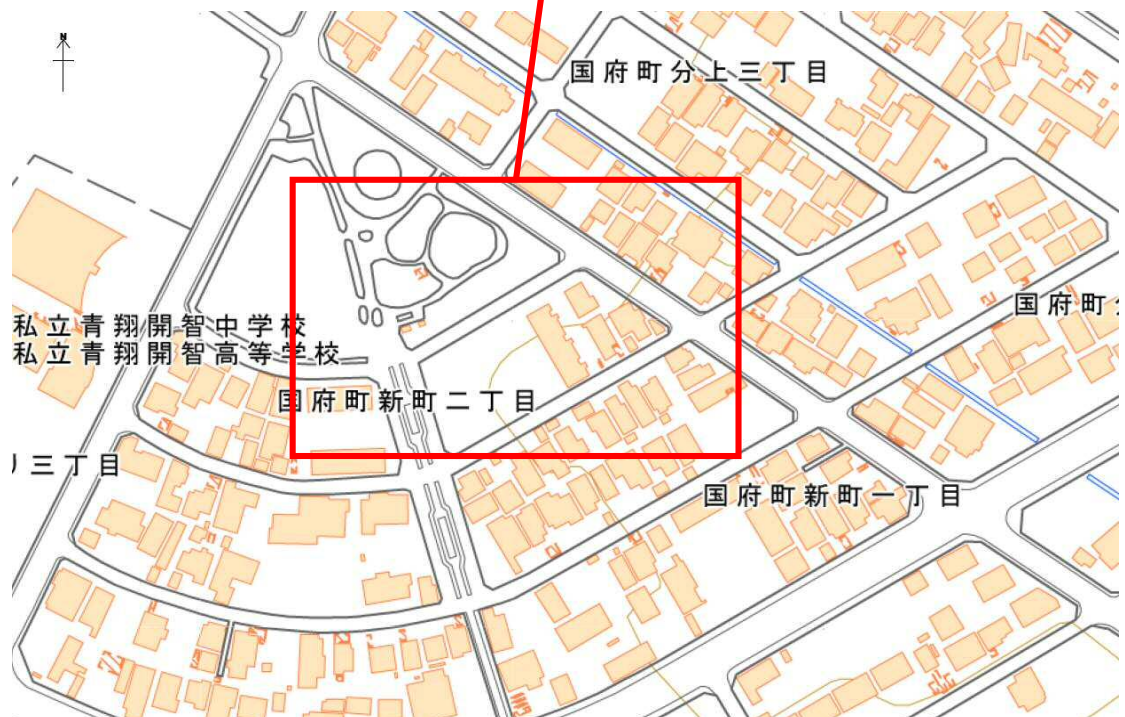 N
国府町分上三丁目
国府町分
私立青翔開智中学校
私立青翔開智高等学校
国府町新町二丁目
三丁目
国府町新町一丁目